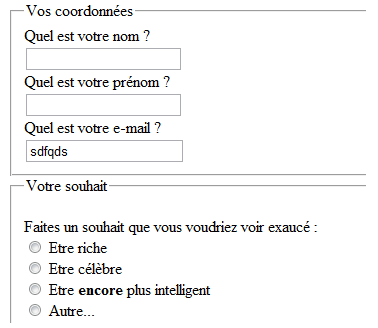 Vos coordonnées
Quel est votre nom ?
Quel est votre prénom ?
Quel est votre e-mail ?
sdfqds
Votre souhait
Faites un souhait que vous voudriez voir exaucé :
Etre riche
Etre célèbre
Etre encore plus intelligent
Autre...